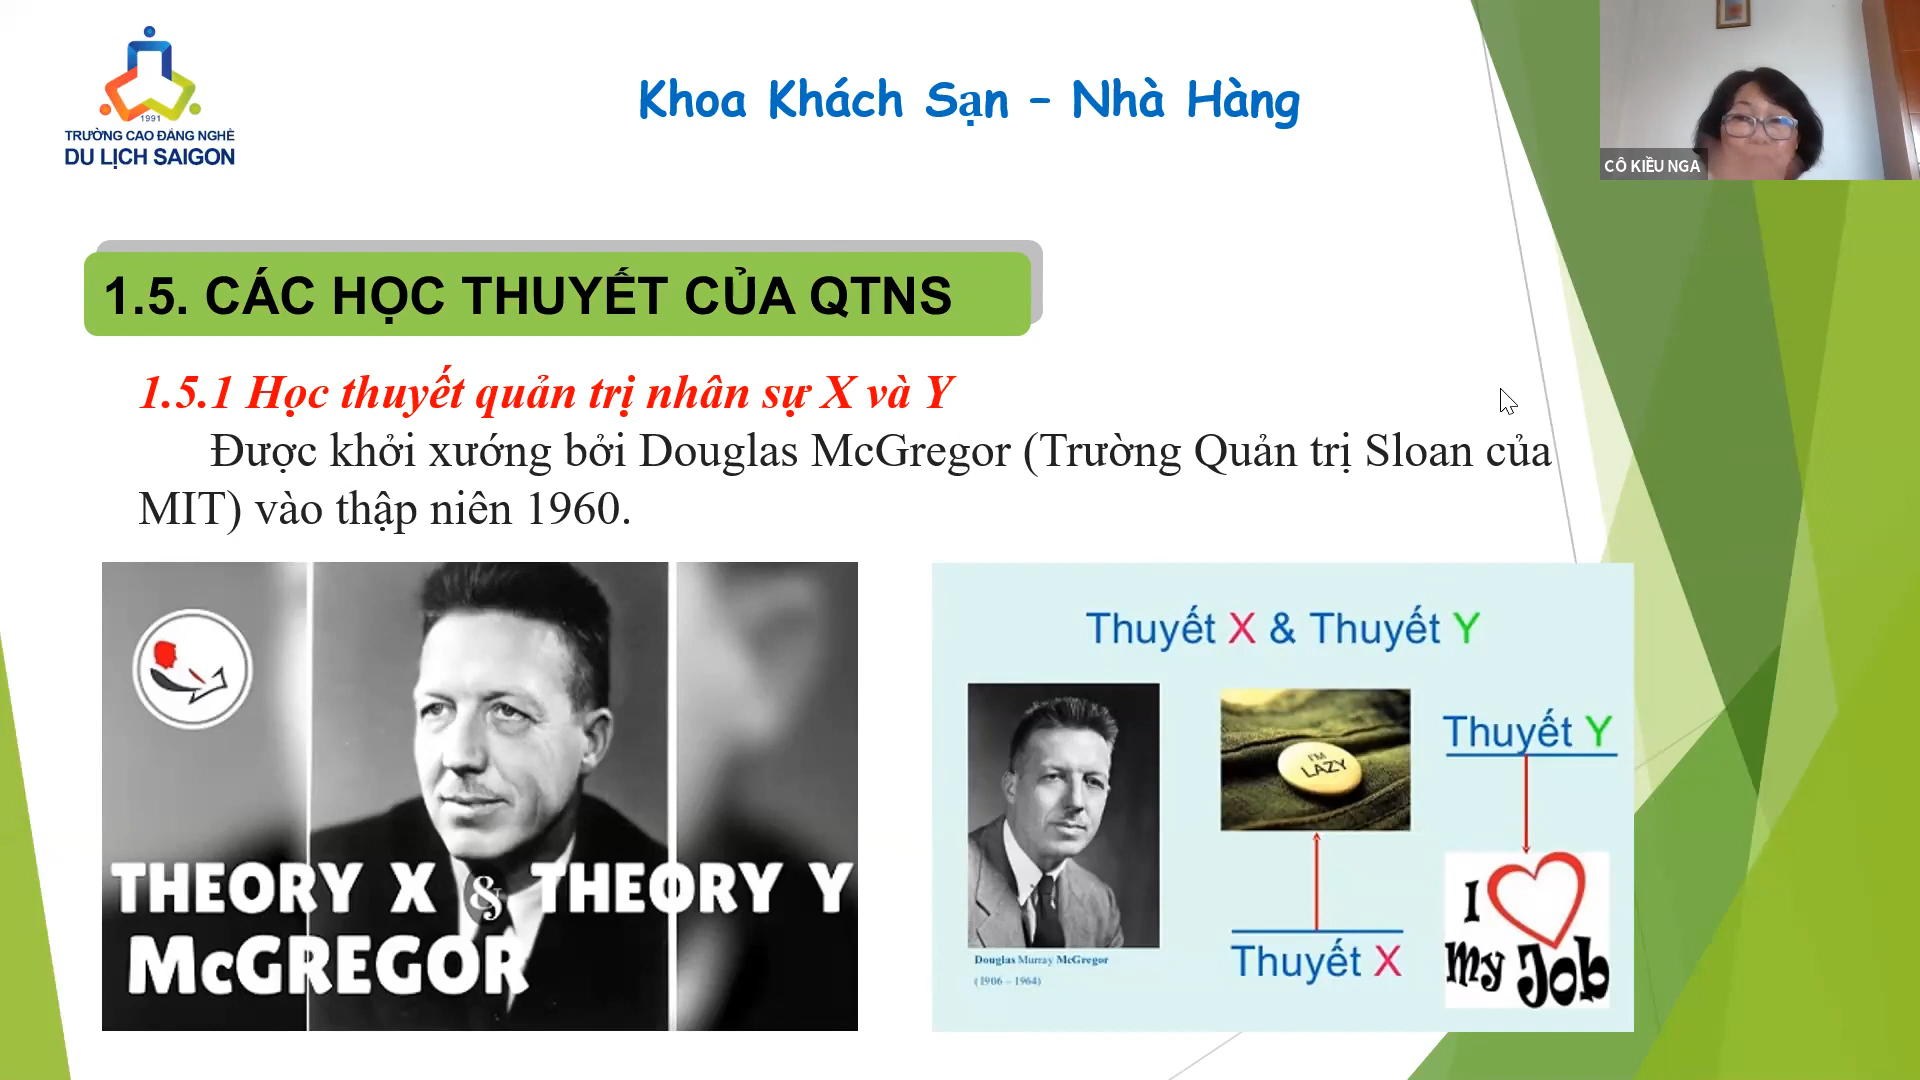 1991
TRƯỜNG CAO ĐẲNG NGHỀ
DU LỊCH SAIGON
Khoa Khách Sạn – Nhà Hàng
CÔ KIỀU NGA
1.5. CÁC HỌC THUYẾT CỦA QTNS
1.5.1 Học thuyết quản trị nhân sự X và Y
Được khởi xướng bởi Douglas McGregor (Trường Quản trị Sloan của
MIT) vào thập niên 1960.
THEORY X & THEORY Y
McGREGOR
Thuyết X & Thuyết Y
Douglas Murray McGregor
(1906 – 1964)
I'M
LAZY
Thuyết X
Thuyết Y
I
My Job